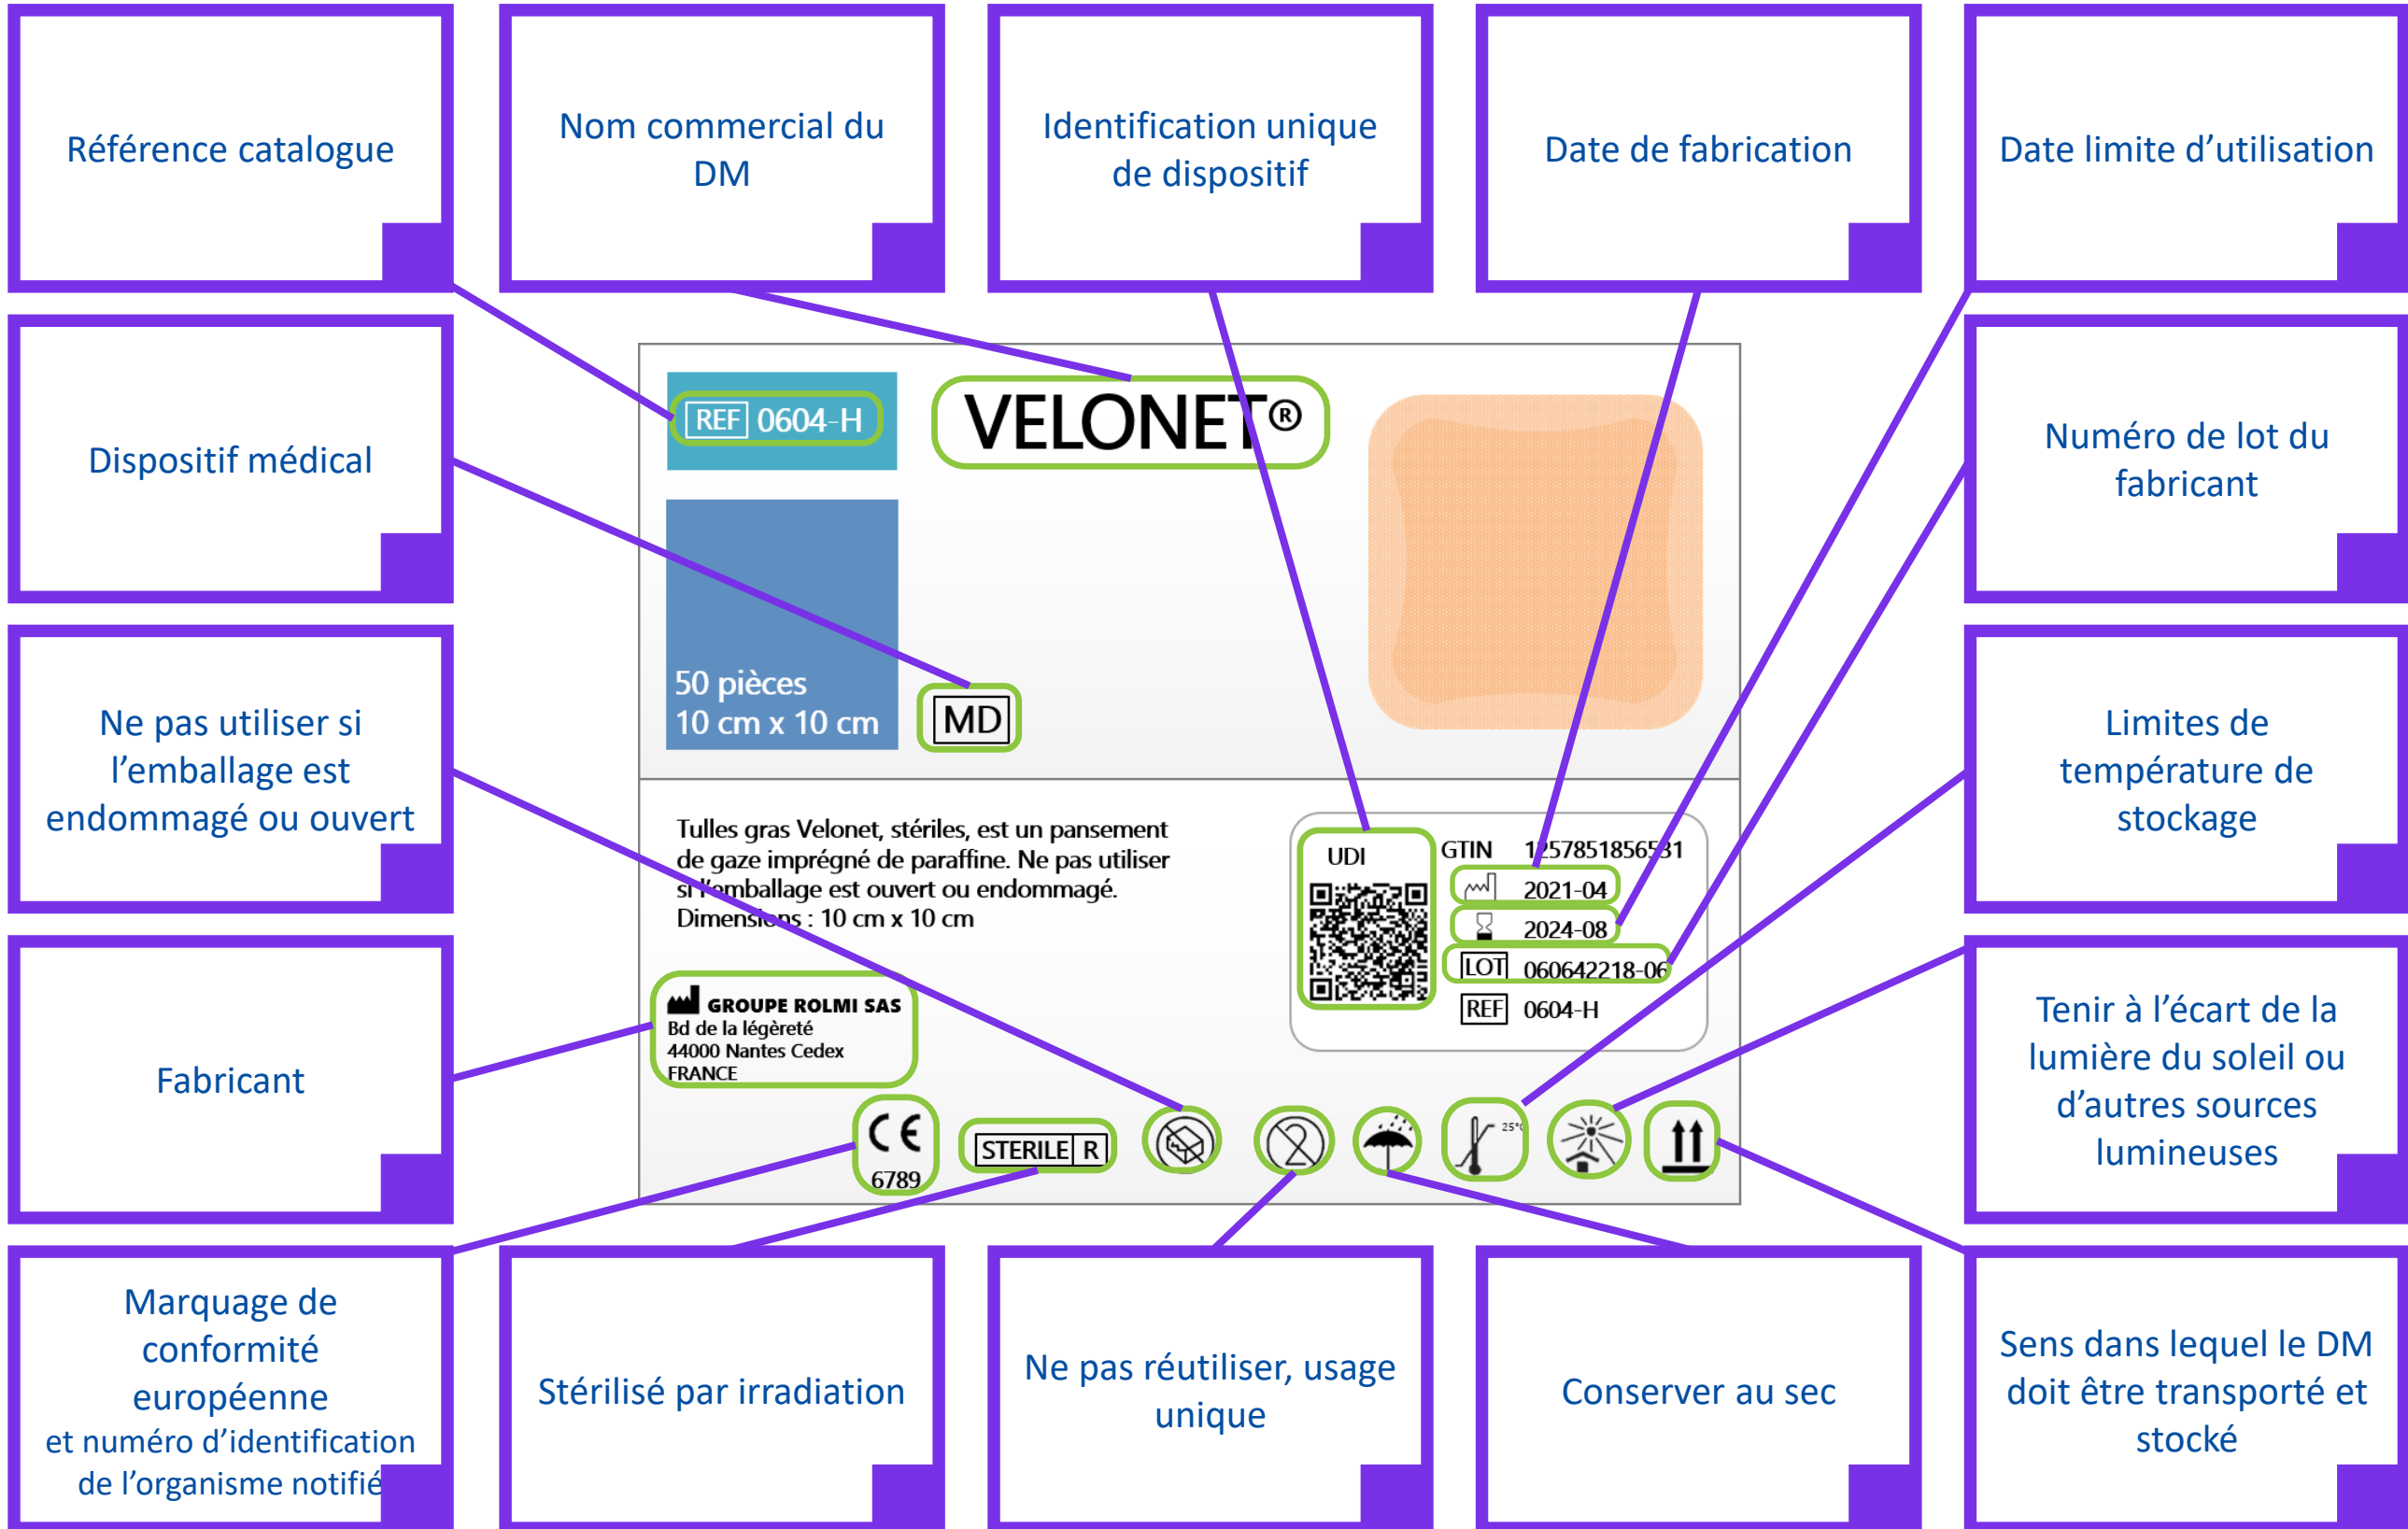 Référence catalogue
Nom commercial du
DM
Identification unique
de dispositif
Date de fabrication
Date limite d’utilisation
Dispositif médical
Numéro de lot du
fabricant
Ne pas utiliser si
l’emballage est
endommagé ou ouvert
Limites de
température de
stockage
Fabricant
Tenir à l’écart de la
lumière du soleil ou
d’autres sources
lumineuses
REF 0604-H
VELONET®
50 pièces
10 cm x 10 cm
MD
Tulles gras Velonet, stériles, est un pansement
de gaze imprégné de paraffine. Ne pas utiliser
si l’emballage est ouvert ou endommagé.
Dimensions : 10 cm x 10 cm
UDI
GTIN 1257851856531
2021-04
2024-08
LOT 060642218-06
REF 0604-H
GROUPE ROLMI SAS
Bd de la légèreté
44000 Nantes Cedex
FRANCE
CE
6789
STERILE R
2
25°C
Marquage de
conformité
européenne
et numéro d’identification
de l’organisme notifié
Stérilisé par irradiation
Ne pas réutiliser, usage
unique
Conserver au sec
Sens dans lequel le DM
doit être transporté et
stocké